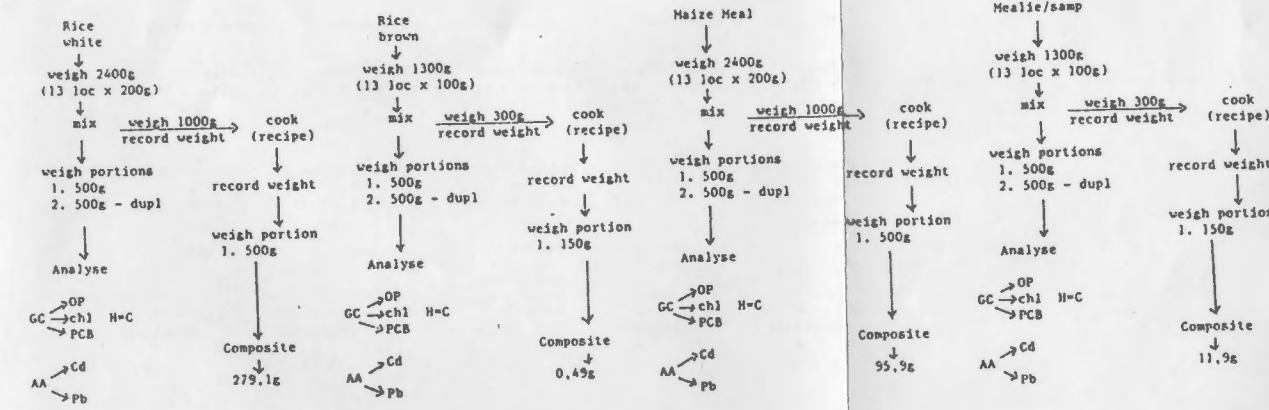 Rice
white
weigh 2400g
(13 loc x 200g)
mix
weigh 1000g
record weight
cook
(recipe)
weigh portions
1. 500g
2. 500g - dupl
record weight
weigh portion
1. 500g
Analyse
GC
OP
chl H=C
PCB
Composite
279,1g
AA
Cd
Pb
Rice
brown
weigh 1300g
(13 loc x 100g)
mix
weigh 300g
record weight
cook
(recipe)
weigh portions
1. 500g
2. 500g - dupl
record weight
weigh portion
1. 150g
Analyse
GC
OP
chl H=C
PCB
Composite
0,49g
AA
Cd
Pb
Maize Meal
weigh 2400g
(13 loc x 200g)
mix
weigh 1000g
record weight
cook
(recipe)
weigh portions
1. 500g
2. 500g - dupl
record weight
weigh portion
1. 500g
Analyse
GC
OP
chl H=C
PCB
Composite
95,9g
AA
Cd
Pb
Mealie/samp
weigh 1300g
(13 loc x 100g)
mix
weigh 300g
record weight
cook
(recipe)
weigh portions
1. 500g
2. 500g - dupl
record weight
weigh portion
1. 150g
Analyse
GC
OP
chl H=C
PCB
Composite
11,9g
AA
Cd
Pb